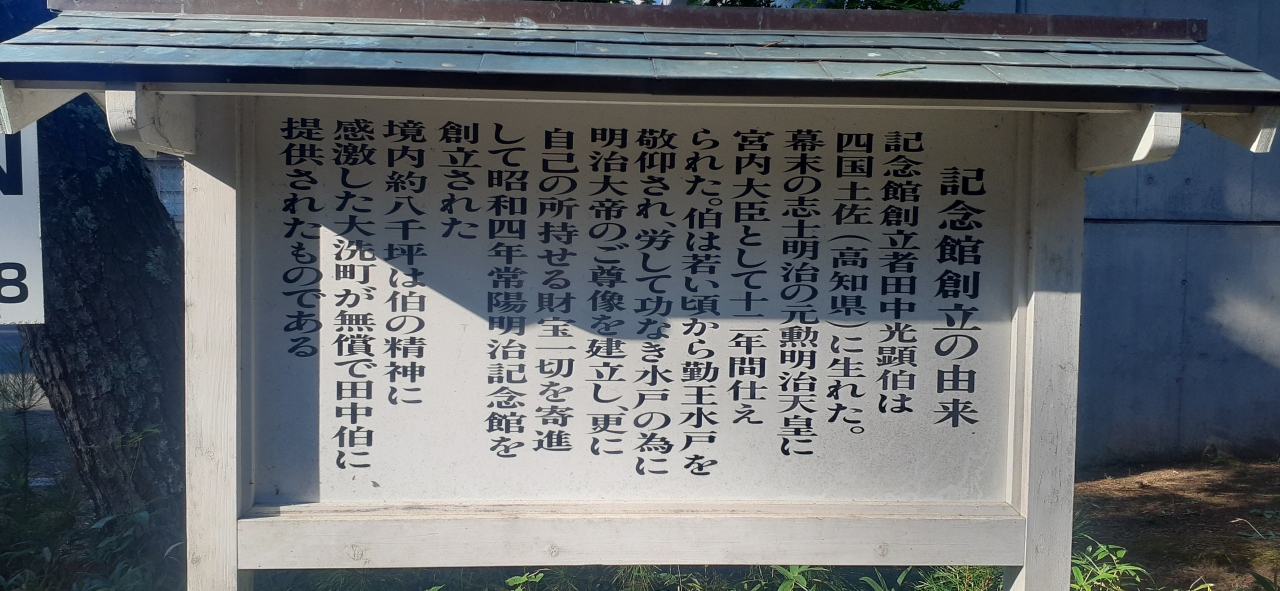 記念館創立の由来
記念館創立者田中光顕伯は
四国土佐(高知県)に生れた。
幕末の志士明治の元勲明治天皇に
宮内大臣として十二年間仕え
られた。伯は若い頃から勤王水戸を
敬仰され、労して功なき水戸の為に
明治大帝のご尊像を建立し、更に
自己の所持せる財宝一切を寄進
して昭和四年常陽明治記念館を
創立された
境内約八千坪は伯の精神に
感激した大洗町が無償で田中伯に、
提供されたものである
N
8